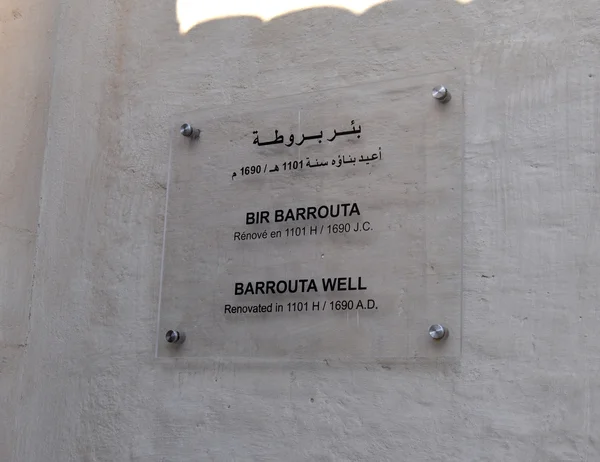 بئر بروطة
أعيد بناؤه سنة 1101 هـ / 1690 م
BIR BARROUTA
Rénové en 1101 H / 1690 J.C.
BARROUTA WELL
Renovated in 1101 H / 1690 A.D.